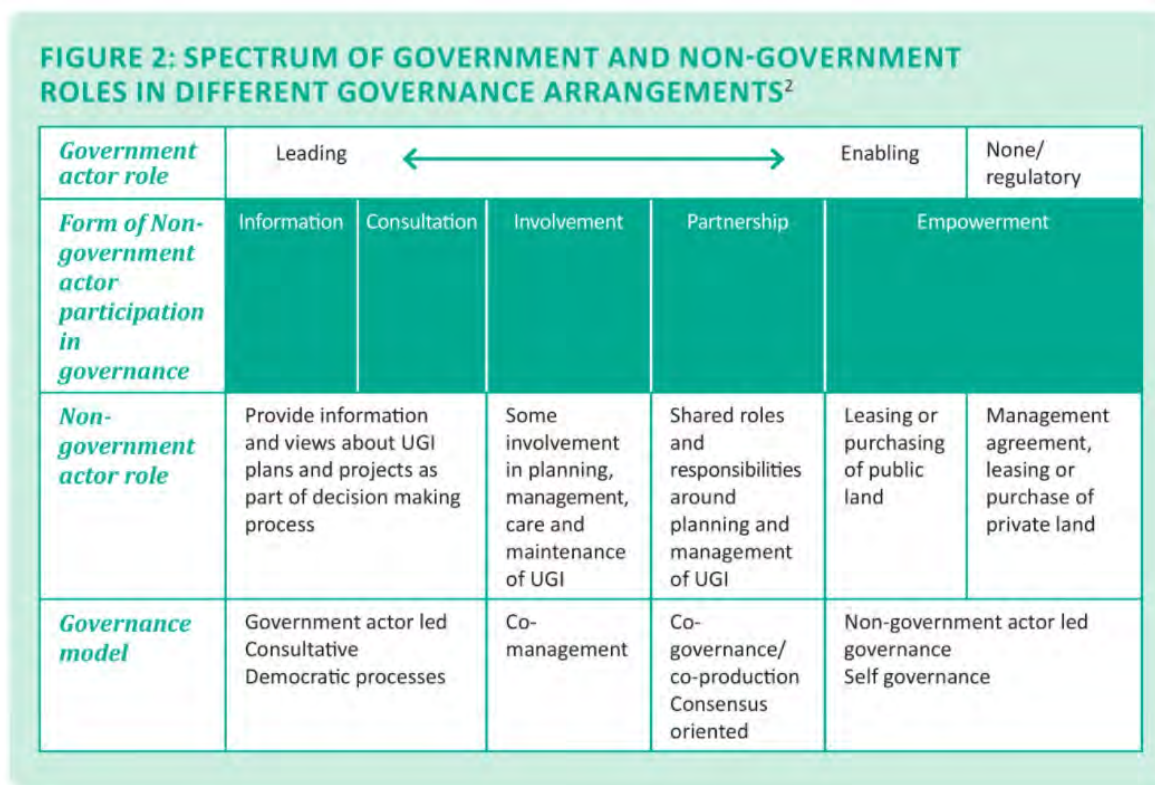 FIGURE 2: SPECTRUM OF GOVERNMENT AND NON-GOVERNMENT
ROLES IN DIFFERENT GOVERNANCE ARRANGEMENTS²
Government
actor role
Leading
Enabling
None/
regulatory
Form of Non-
government
actor
participation
in
governance
Information
Consultation
Involvement
Partnership
Empowerment
Non-
government
actor role
Provide information
and views about UGI
plans and projects as
part of decision making
process
Some
involvement
in planning,
management,
care and
maintenance
of UGI
Shared roles
and
responsibilities
around
planning and
management
of UGI
Leasing or
purchasing
of public
land
Management
agreement,
leasing or
purchase of
private land
Governance
model
Government actor led
Consultative
Democratic processes
Co-
management
Co-
governance/
co-production
Consensus
oriented
Non-government actor led
governance
Self governance